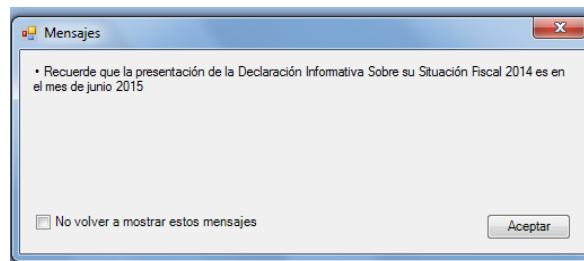 Mensajes
• Recuerde que la presentación de la Declaración Informativa Sobre su Situación Fiscal 2014 es en
el mes de junio 2015
No volver a mostrar estos mensajes
Aceptar